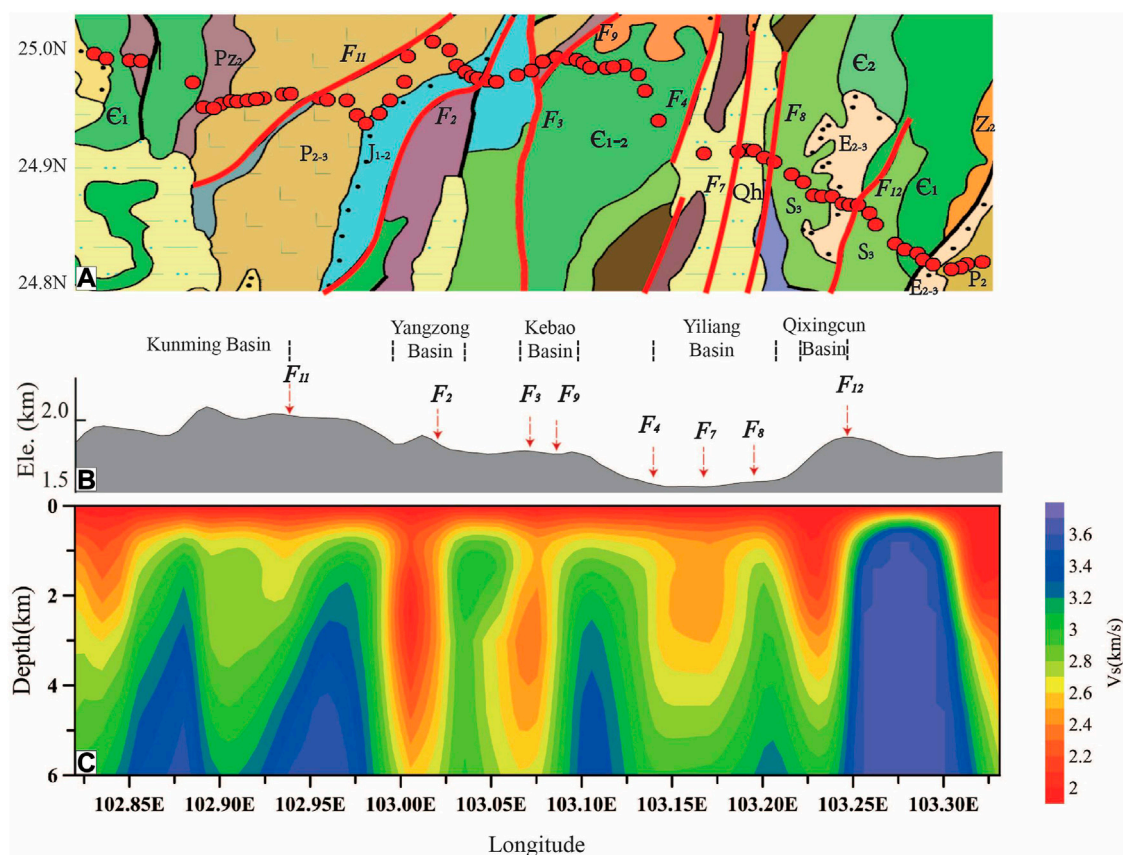 25.0N
24.9N
24.8N
Є₁
Pz₂
F₁₁
P₂₋₃
J₁₋₂
F₂
F₃
F₉
Є₁₋₂
F₄
F₇
Qh
F₈
S₃
E₂₋₃
Є₂
F₁₂
Є₁
Z₂
S₃
E₂₋₃
P₂
A
Kunming Basin
Yangzong
Basin
Kebao
Basin
Yiliang
Basin
Qixingcun
Basin
F₁₁
F₂
F₃
F₉
F₄
F₇
F₈
F₁₂
Ele. (km)
2.0
1.5
B
Depth(km)
0
2
4
6
C
102.85E 102.90E 102.95E 103.00E 103.05E 103.10E 103.15E 103.20E 103.25E 103.30E
Longitude
3.6
3.4
3.2
3
2.8
2.6
2.4
2.2
2
Vs(km/s)